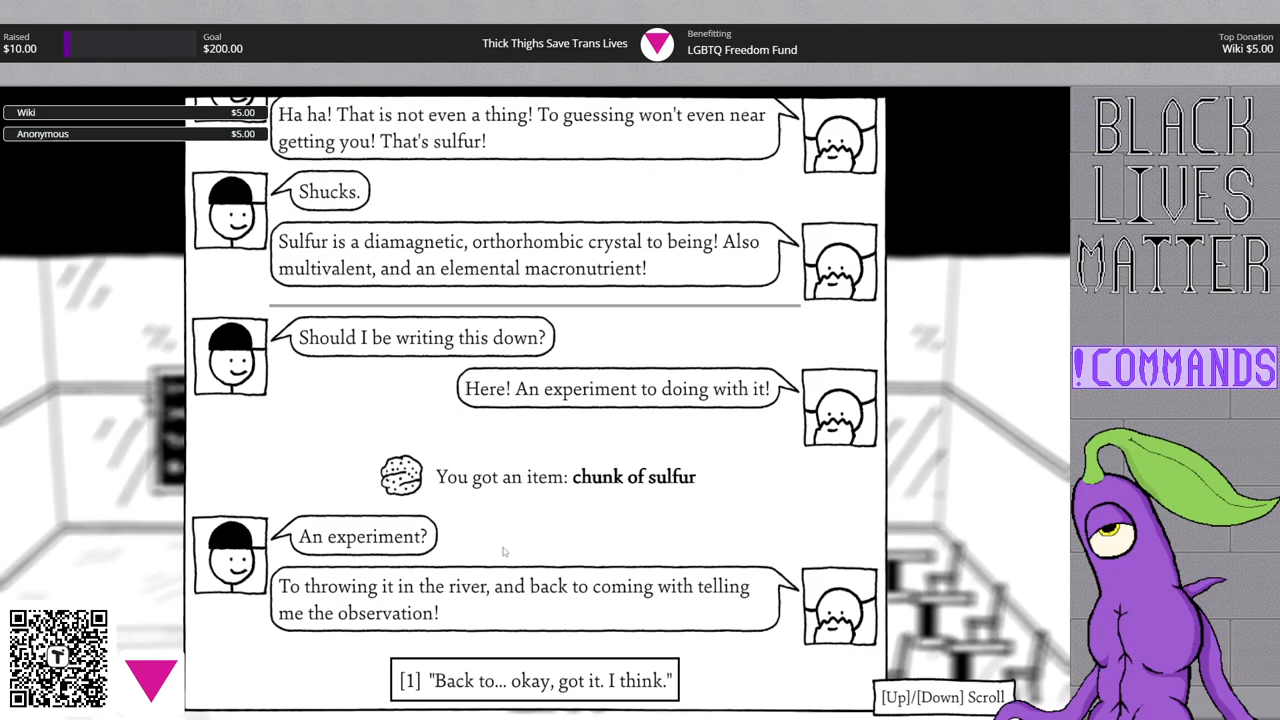 Raised
$10.00
Goal
$200.00
Thick Thighs Save Trans Lives
Benefitting
LGBTQ Freedom Fund
Top Donation
Wiki $5.00
Wiki $5.00
Anonymous $5.00
Ha ha! That is not even a thing! To guessing won't even near
getting you! That's sulfur!
Shucks.
Sulfur is a diamagnetic, orthorhombic crystal to being! Also
multivalent, and an elemental macronutrient!
Should I be writing this down?
Here! An experiment to doing with it!
You got an item: chunk of sulfur
An experiment?
To throwing it in the river, and back to coming with telling
me the observation!
[1] "Back to... okay, got it. I think."
[Up]/[Down] Scroll
BLACK
LIVES
MATTER
!COMMANDS